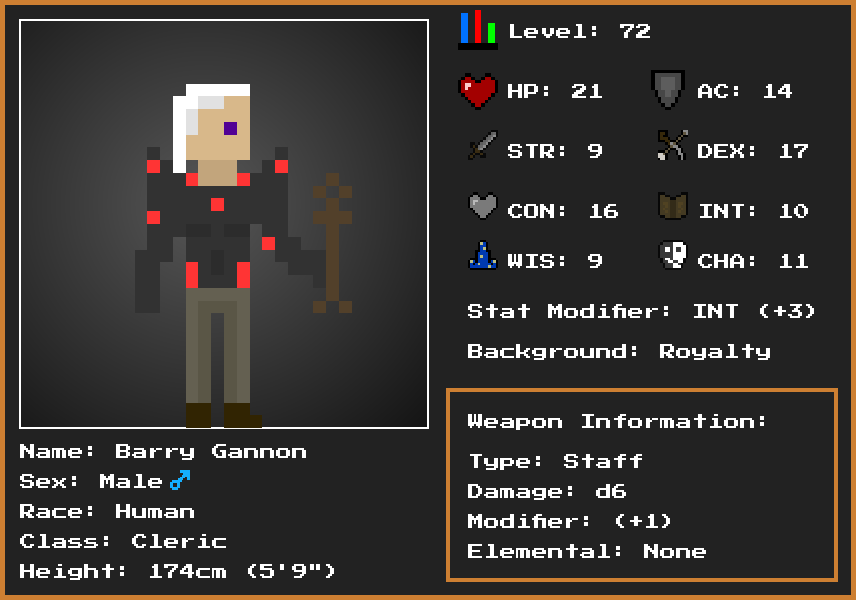 Level: 72
HP: 21 AC: 14
STR: 9 DEX: 17
CON: 16 INT: 10
WIS: 9 CHA: 11
Stat Modifier: INT (+3)
Background: Royalty
Weapon Information:
Type: Staff
Damage: d6
Modifier: (+1)
Elemental: None
Name: Barry Gannon
Sex: Male ♂
Race: Human
Class: Cleric
Height: 174cm (5'9")